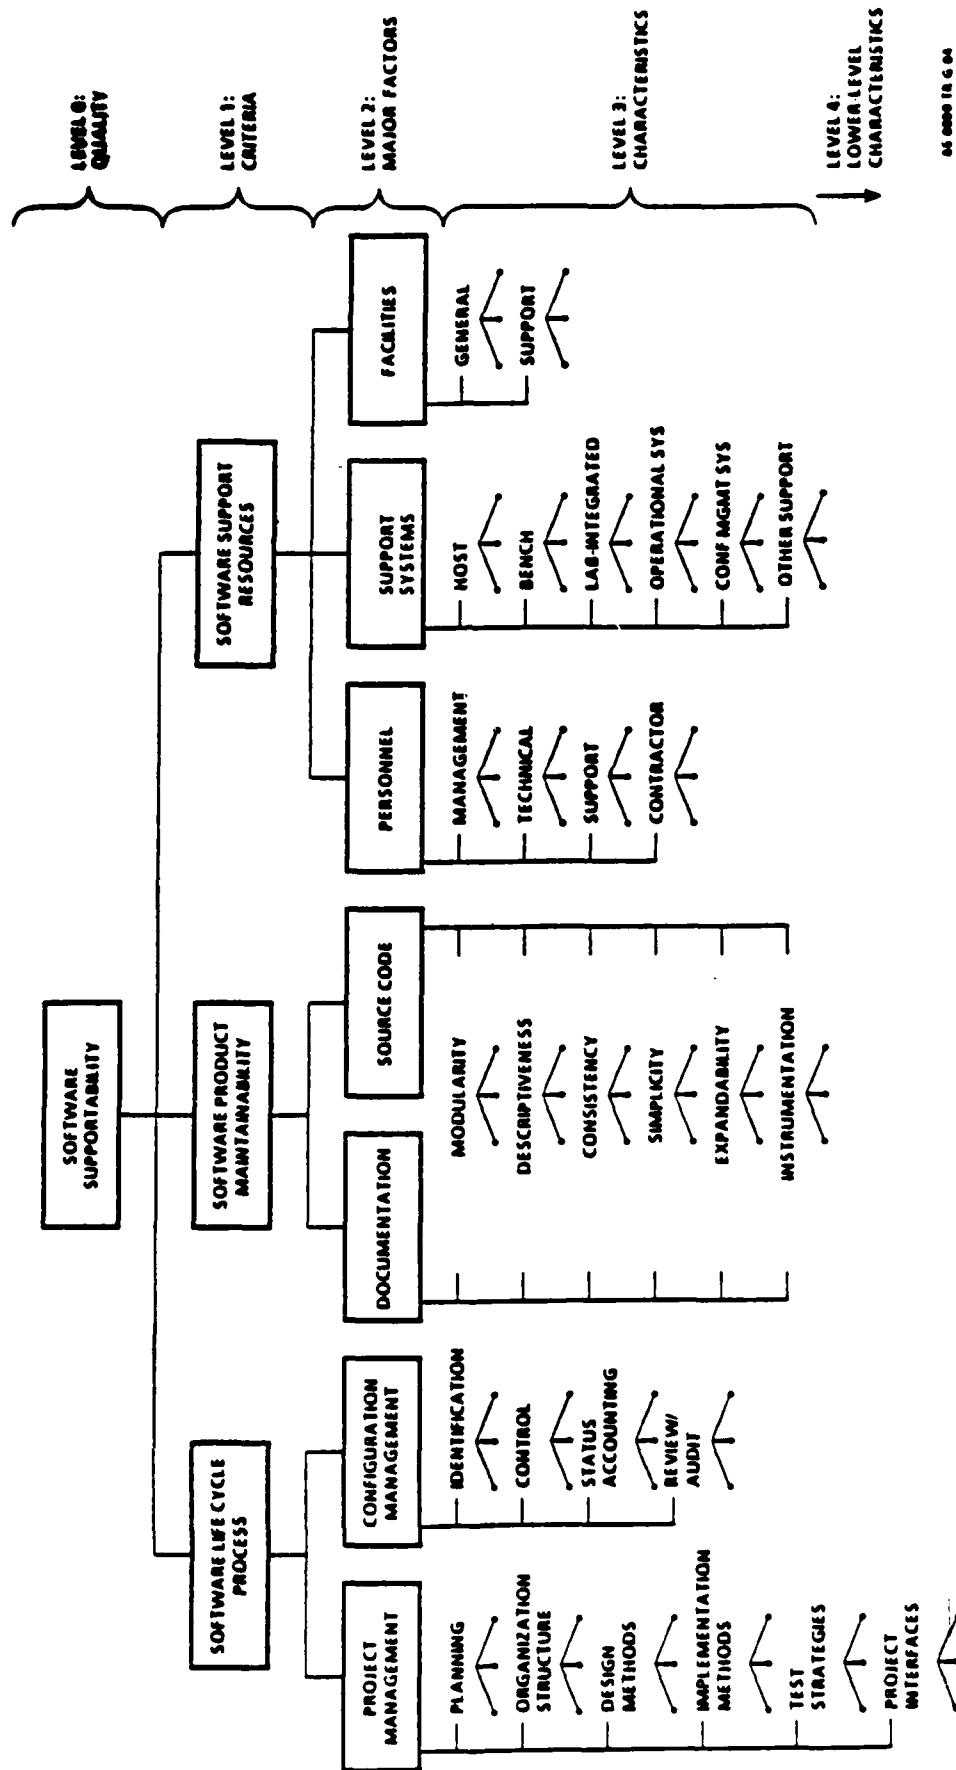 SOFTWARE
SUPPORTABILITY
LEVEL 0:
QUALITY
SOFTWARE LIFE CYCLE
PROCESS
SOFTWARE PRODUCT
MAINTAINABILITY
SOFTWARE SUPPORT
RESOURCES
LEVEL 1:
CRITERIA
PROJECT
MANAGEMENT
CONFIGURATION
MANAGEMENT
DOCUMENTATION
SOURCE CODE
PERSONNEL
SUPPORT
SYSTEMS
FACILITIES
LEVEL 2:
MAJOR FACTORS
PLANNING
ORGANIZATION
STRUCTURE
DESIGN
METHODS
IMPLEMENTATION
METHODS
TEST
STRATEGIES
PROJECT
INTERFACES
IDENTIFICATION
CONTROL
STATUS
ACCOUNTING
REVIEW/
AUDIT
MODULARITY
DESCRIPTIVENESS
CONSISTENCY
SIMPLICITY
EXPANDABILITY
INSTRUMENTATION
MANAGEMENT
TECHNICAL
SUPPORT
CONTRACTOR
HOST
BENCH
LAB-INTEGRATED
OPERATIONAL SYS
CONF MGMT SYS
OTHER SUPPORT
GENERAL
SUPPORT
LEVEL 3:
CHARACTERISTICS
LEVEL 4:
LOWER-LEVEL
CHARACTERISTICS